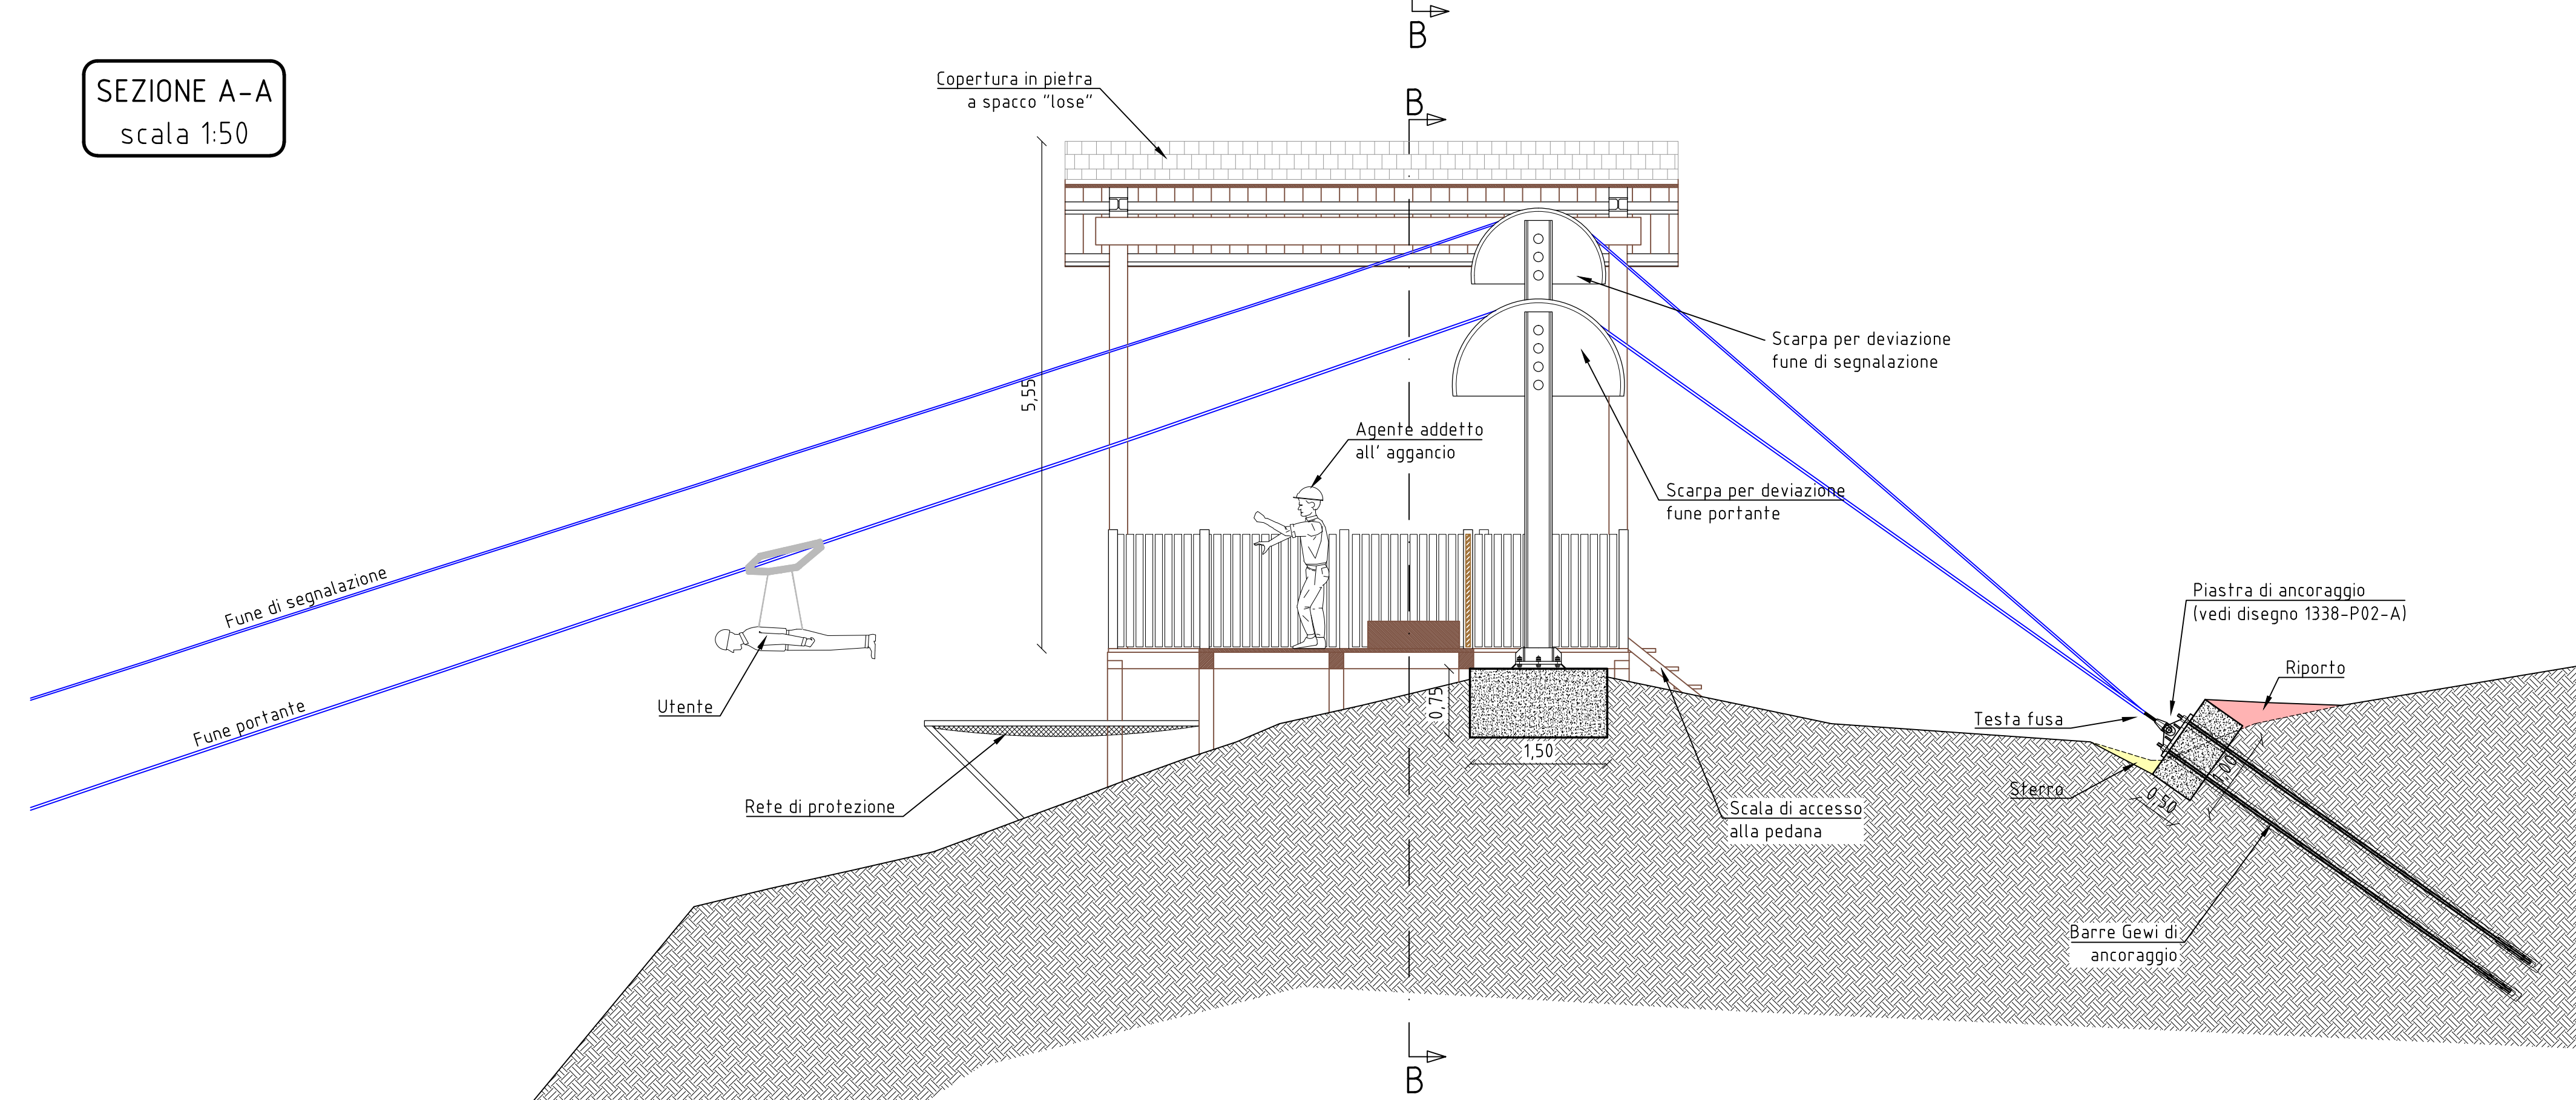 B
SEZIONE A-A
scala 1:50
Copertura in pietra
a spacco "lose"
B
5,55
Scarpa per deviazione
fune di segnalazione
Agente addetto
all' aggancio
Scarpa per deviazione
fune portante
Fune di segnalazione
Fune portante
Utente
Rete di protezione
0,75
1,50
Scala di accesso
alla pedana
Piastra di ancoraggio
(vedi disegno 1338-P02-A)
Riporto
Testa fusa
Sterro
0,50
1,00
Barre Gewi di
ancoraggio
B